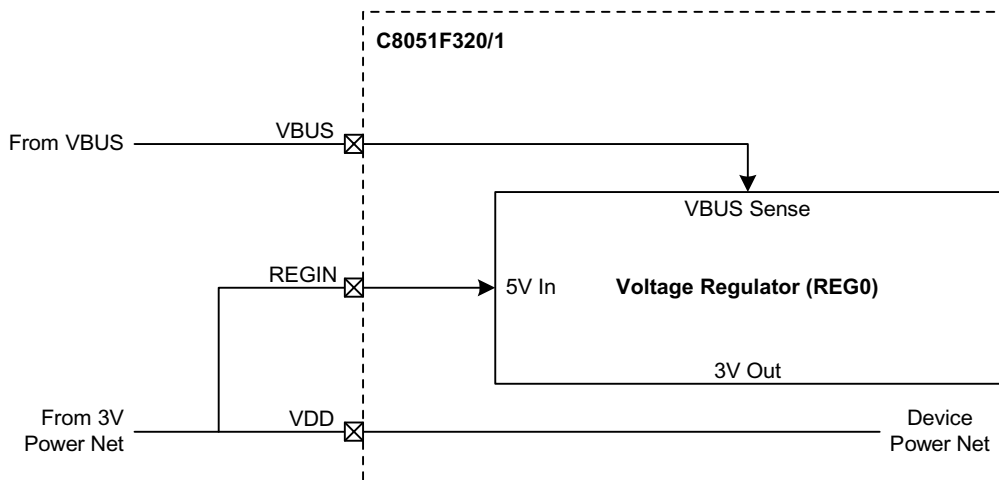 C8051F320/1
From VBUS
VBUS
VBUS Sense
REGIN
5V In
Voltage Regulator (REG0)
3V Out
From 3V
Power Net
VDD
Device
Power Net